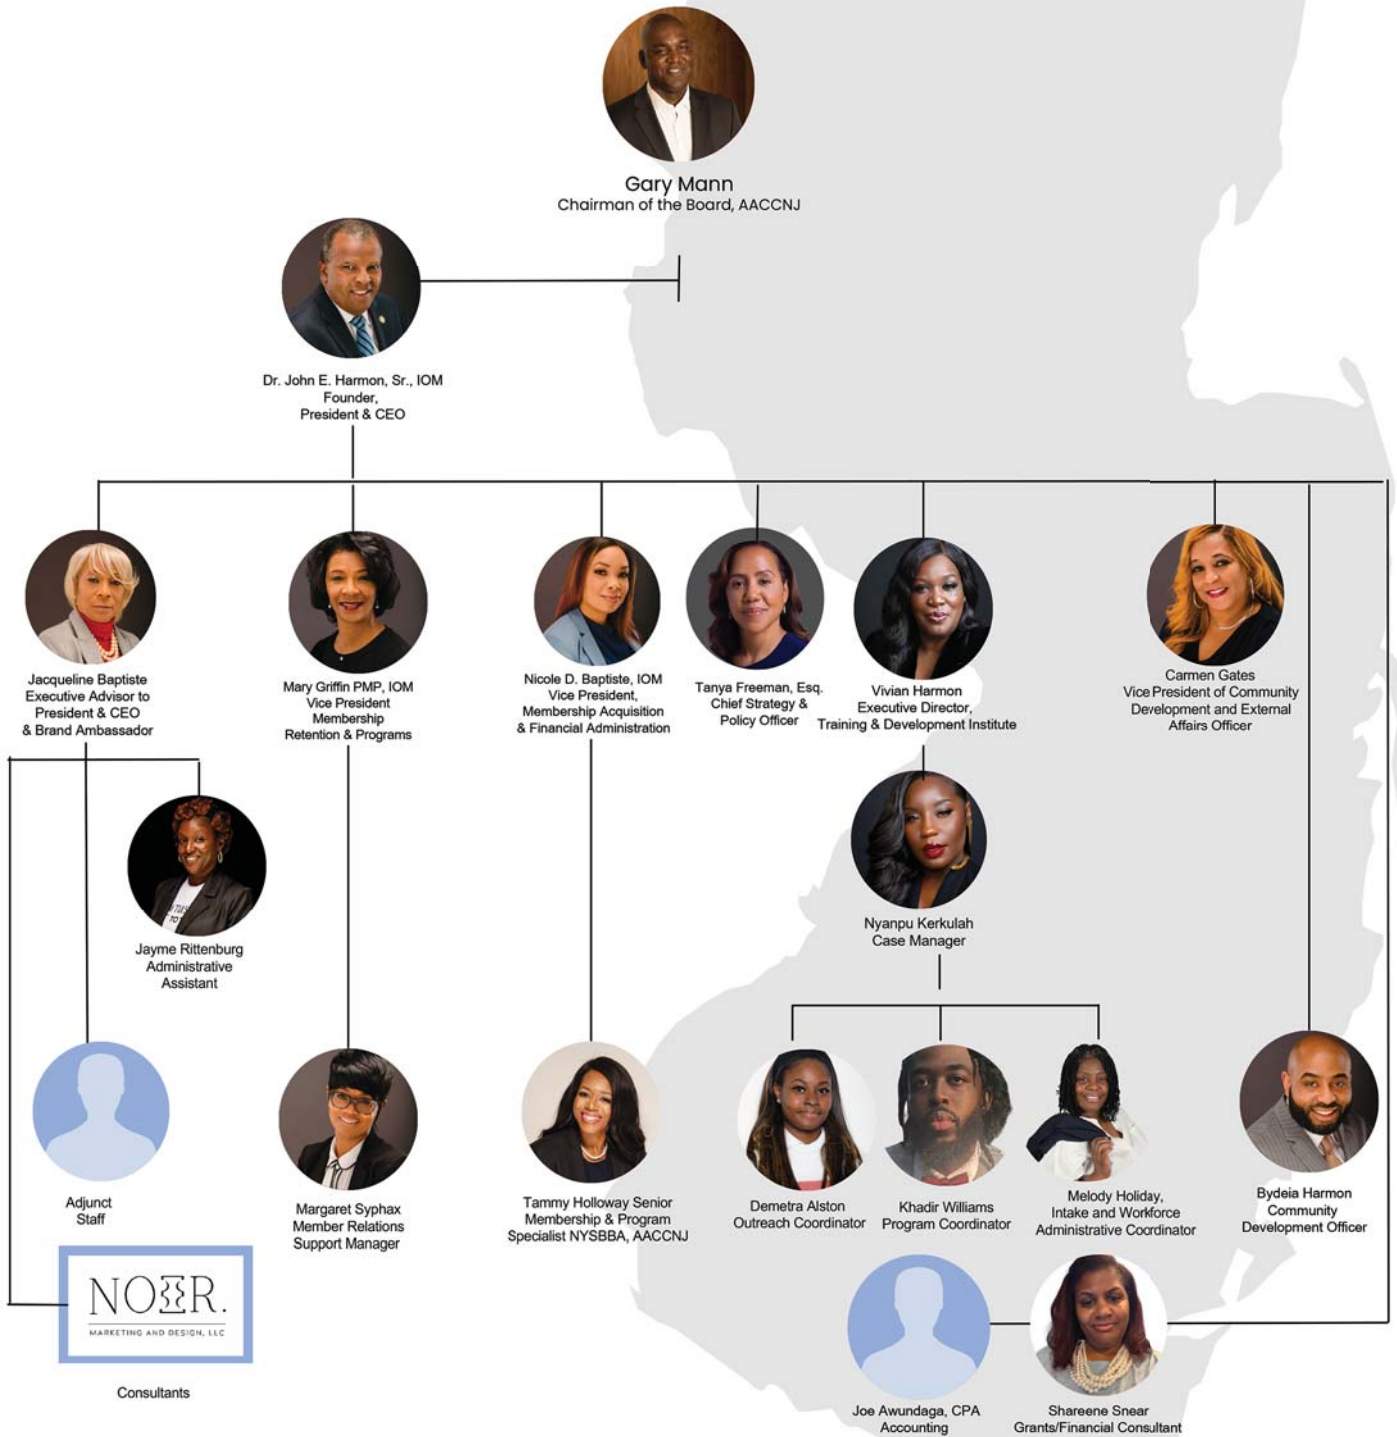 Gary Mann
Chairman of the Board, AACCNJ
Dr. John E. Harmon, Sr., IOM
Founder,
President & CEO
Jacqueline Baptiste
Executive Advisor to
President & CEO
& Brand Ambassador
Mary Griffin PMP, IOM
Vice President
Membership
Retention & Programs
Nicole D. Baptiste, IOM
Vice President,
Membership Acquisition
& Financial Administration
Tanya Freeman, Esq.
Chief Strategy &
Policy Officer
Vivian Harmon
Executive Director,
Training & Development Institute
Carmen Gates
Vice President of Community
Development and External
Affairs Officer
Jayme Rittenburg
Administrative
Assistant
Nyanpu Kerkulah
Case Manager
Adjunct
Staff
Margaret Syphax
Member Relations
Support Manager
Tammy Holloway Senior
Membership & Program
Specialist NYSBBA, AACCNJ
Demetra Alston
Outreach Coordinator
Khadir Williams
Program Coordinator
Melody Holiday,
Intake and Workforce
Administrative Coordinator
Bydeia Harmon
Community
Development Officer
NOIR.
MARKETING AND DESIGN, LLC
Consultants
Joe Awundaga, CPA
Accounting
Shareene Snear
Grants/Financial Consultant